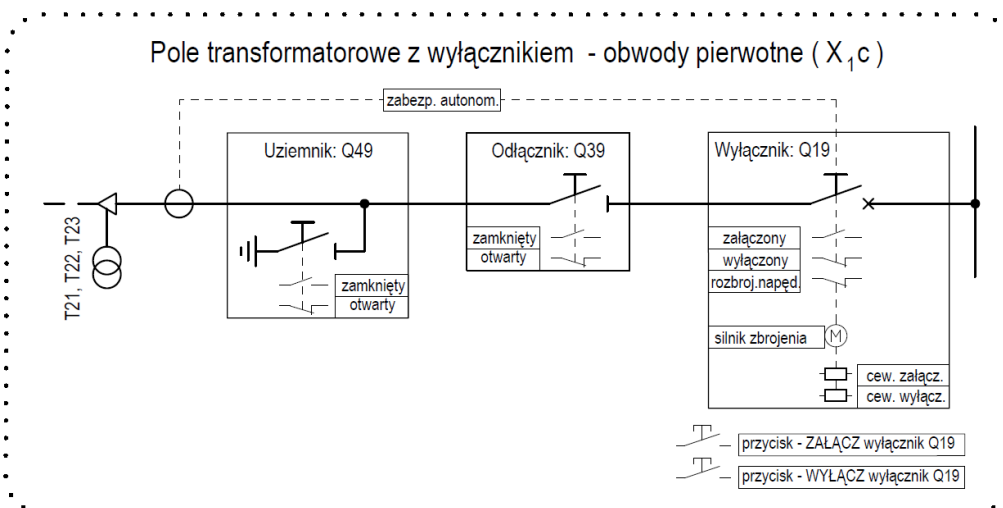 Pole transformatorowe z wyłącznikiem - obwody pierwotne ( X1c )
zabezp. autonom.
Uziemnik: Q49
Odłącznik: Q39
Wyłącznik: Q19
T21, T22, T23
zamknięty
otwarty
zamknięty
otwarty
załączony
wyłączony
rozbroj.napęd.
silnik zbrojenia
M
cew. załącz.
cew. wyłącz.
przycisk - ZAŁĄCZ wyłącznik Q19
przycisk - WYŁĄCZ wyłącznik Q19